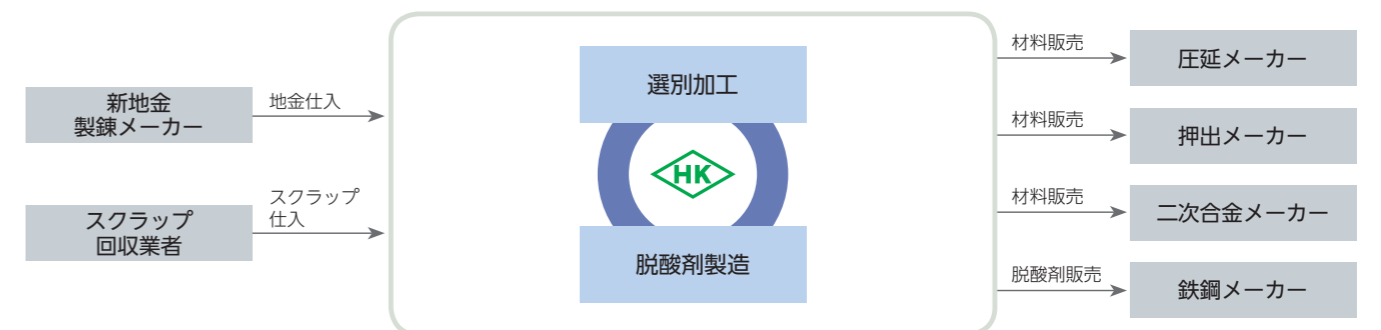 新地金
製錬メーカー
地金仕入
スクラップ
回収業者
スクラップ
仕入
選別加工
HK
脱酸剤製造
材料販売
圧延メーカー
材料販売
押出メーカー
材料販売
二次合金メーカー
脱酸剤販売
鉄鋼メーカー